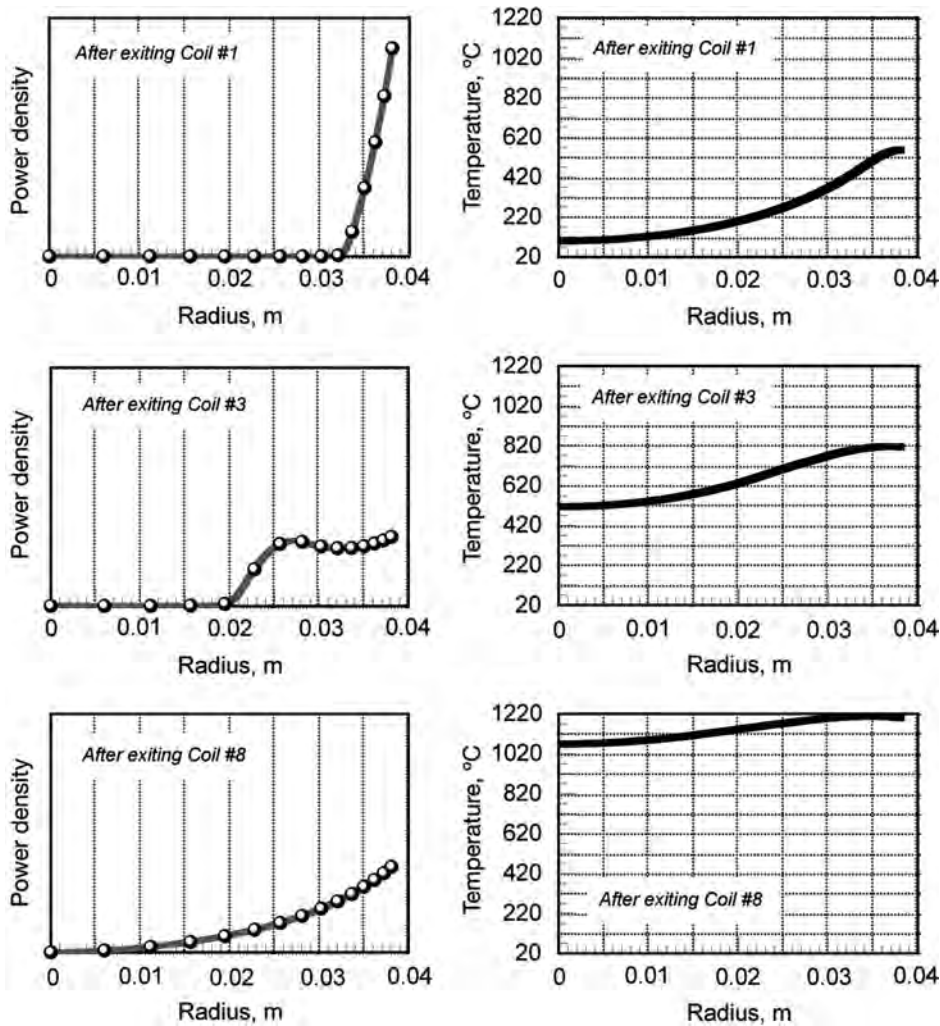 Power density
After exiting Coil #1
0 0.01 0.02 0.03 0.04
Radius, m
Temperature, ºC
1220
1020
820
620
420
220
20
After exiting Coil #1
0 0.01 0.02 0.03 0.04
Radius, m
Power density
After exiting Coil #3
0 0.01 0.02 0.03 0.04
Radius, m
Temperature, ºC
1220
1020
820
620
420
220
20
After exiting Coil #3
0 0.01 0.02 0.03 0.04
Radius, m
Power density
After exiting Coil #8
0 0.01 0.02 0.03 0.04
Radius, m
Temperature, ºC
1220
1020
820
620
420
220
20
After exiting Coil #8
0 0.01 0.02 0.03 0.04
Radius, m